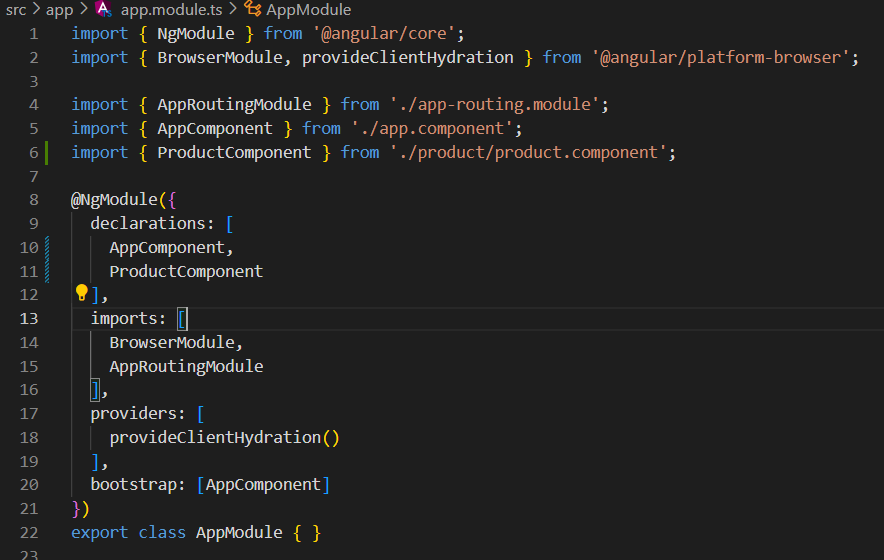 src > app > app.module.ts > AppModule
1 import { NgModule } from '@angular/core';
2 import { BrowserModule, provideClientHydration } from '@angular/platform-browser';
3
4 import { AppRoutingModule } from './app-routing.module';
5 import { AppComponent } from './app.component';
6 import { ProductComponent } from './product/product.component';
7
8 @NgModule({
9   declarations: [
10     AppComponent,
11     ProductComponent
12   ],
13   imports: [
14     BrowserModule,
15     AppRoutingModule
16   ],
17   providers: [
18     provideClientHydration()
19   ],
20   bootstrap: [AppComponent]
21 })
22 export class AppModule { }
23